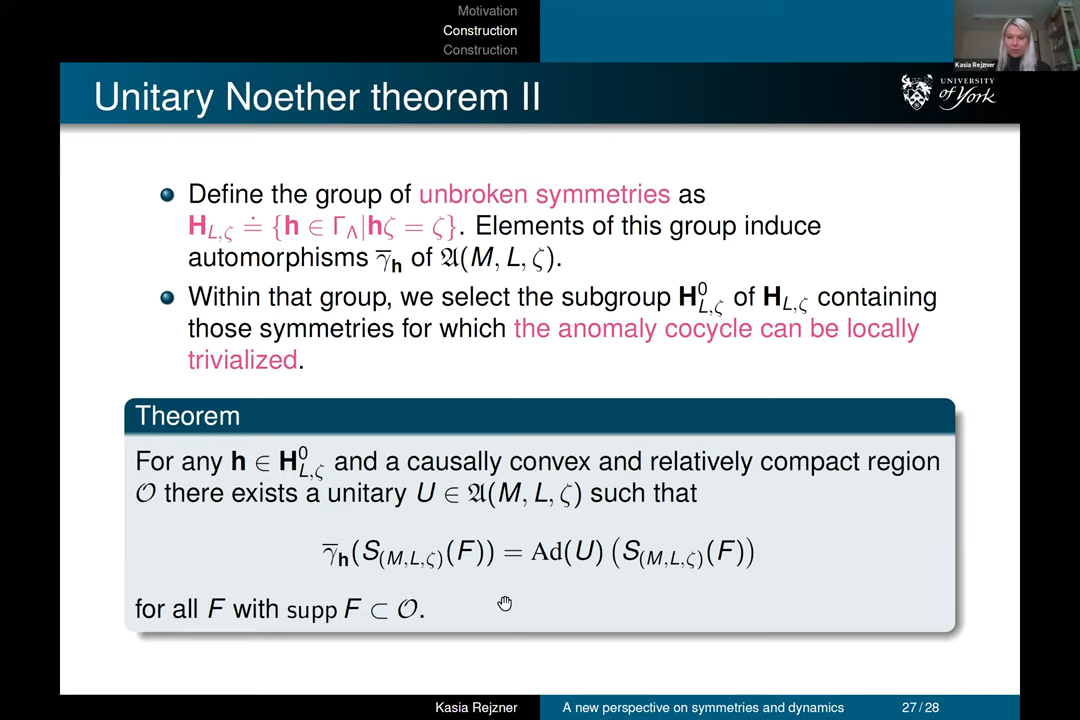 Motivation
Construction
Construction
Kasia Rejzner
Unitary Noether theorem II
UNIVERSITY
of York
Define the group of unbroken symmetries as
H_{L,ζ} ≐ {h ∈ Γ_Λ|hζ = ζ}. Elements of this group induce
automorphisms γ̅_h of 𝔄(M, L, ζ).
Within that group, we select the subgroup H⁰_{L,ζ} of H_{L,ζ} containing
those symmetries for which the anomaly cocycle can be locally
trivialized.
Theorem
For any h ∈ H⁰_{L,ζ} and a causally convex and relatively compact region
𝒪 there exists a unitary U ∈ 𝔄(M, L, ζ) such that
γ̅_h(S_{(M,L,ζ)}(F)) = Ad(U) (S_{(M,L,ζ)}(F))
for all F with supp F ⊂ 𝒪.
Kasia Rejzner A new perspective on symmetries and dynamics 27 / 28